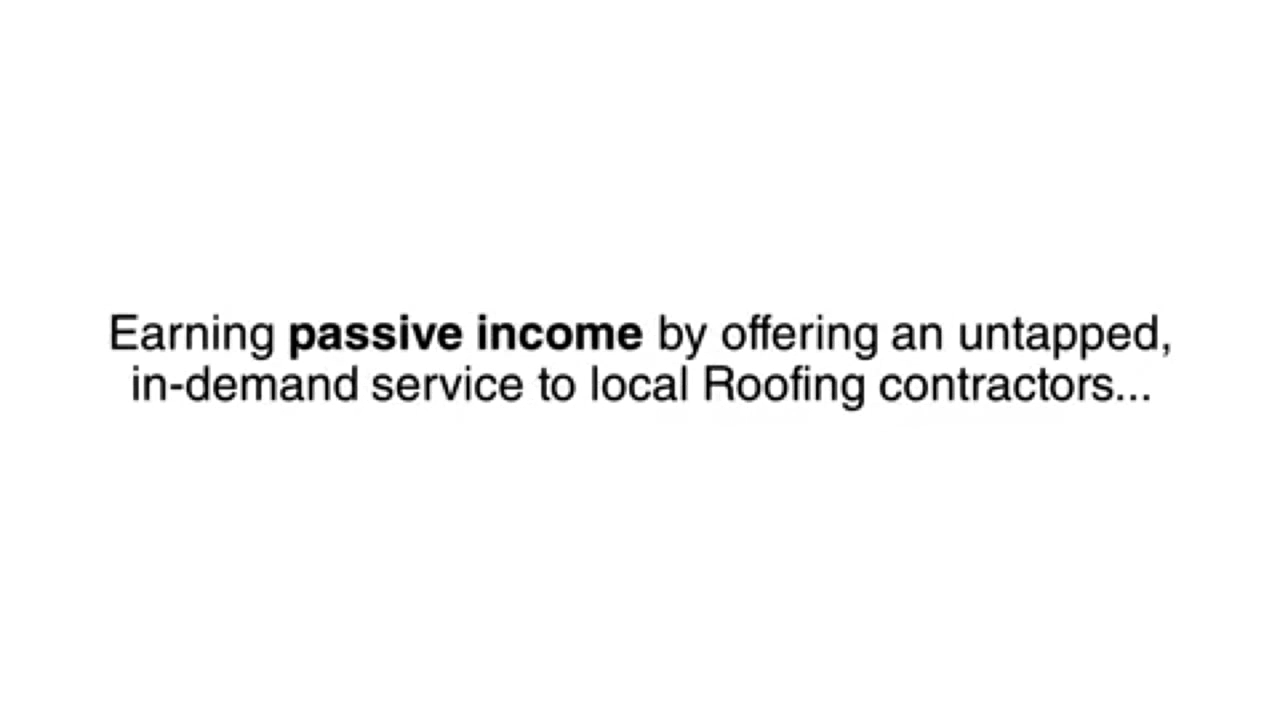 Earning passive income by offering an untapped,
in-demand service to local Roofing contractors...